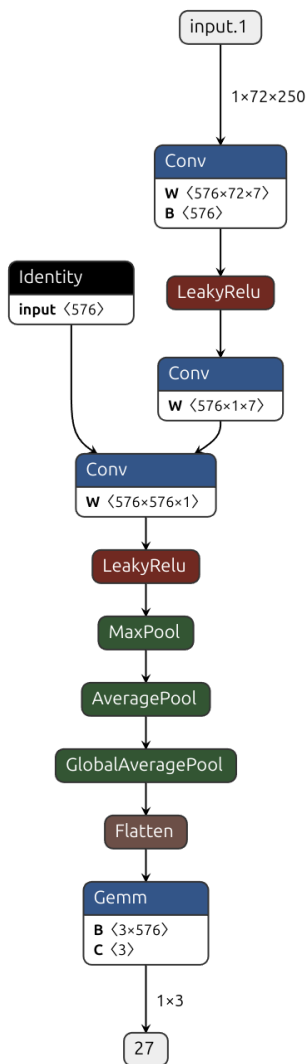 input.1
1×72×250
Conv
W 〈576×72×7〉
B 〈576〉
Identity
input 〈576〉
LeakyRelu
Conv
W 〈576×1×7〉
Conv
W 〈576×576×1〉
LeakyRelu
MaxPool
AveragePool
GlobalAveragePool
Flatten
Gemm
B 〈3×576〉
C 〈3〉
1×3
27